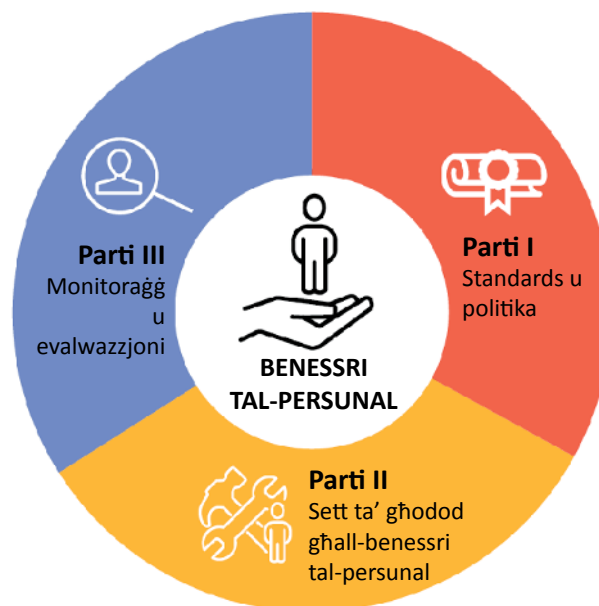 Parti I
Standards u
politika
Parti II
Sett ta’ għodod
għall-benessri
tal-persunal
Parti III
Monitoraġġ
u
evalwazzjoni
BENESSRI
TAL-PERSUNAL